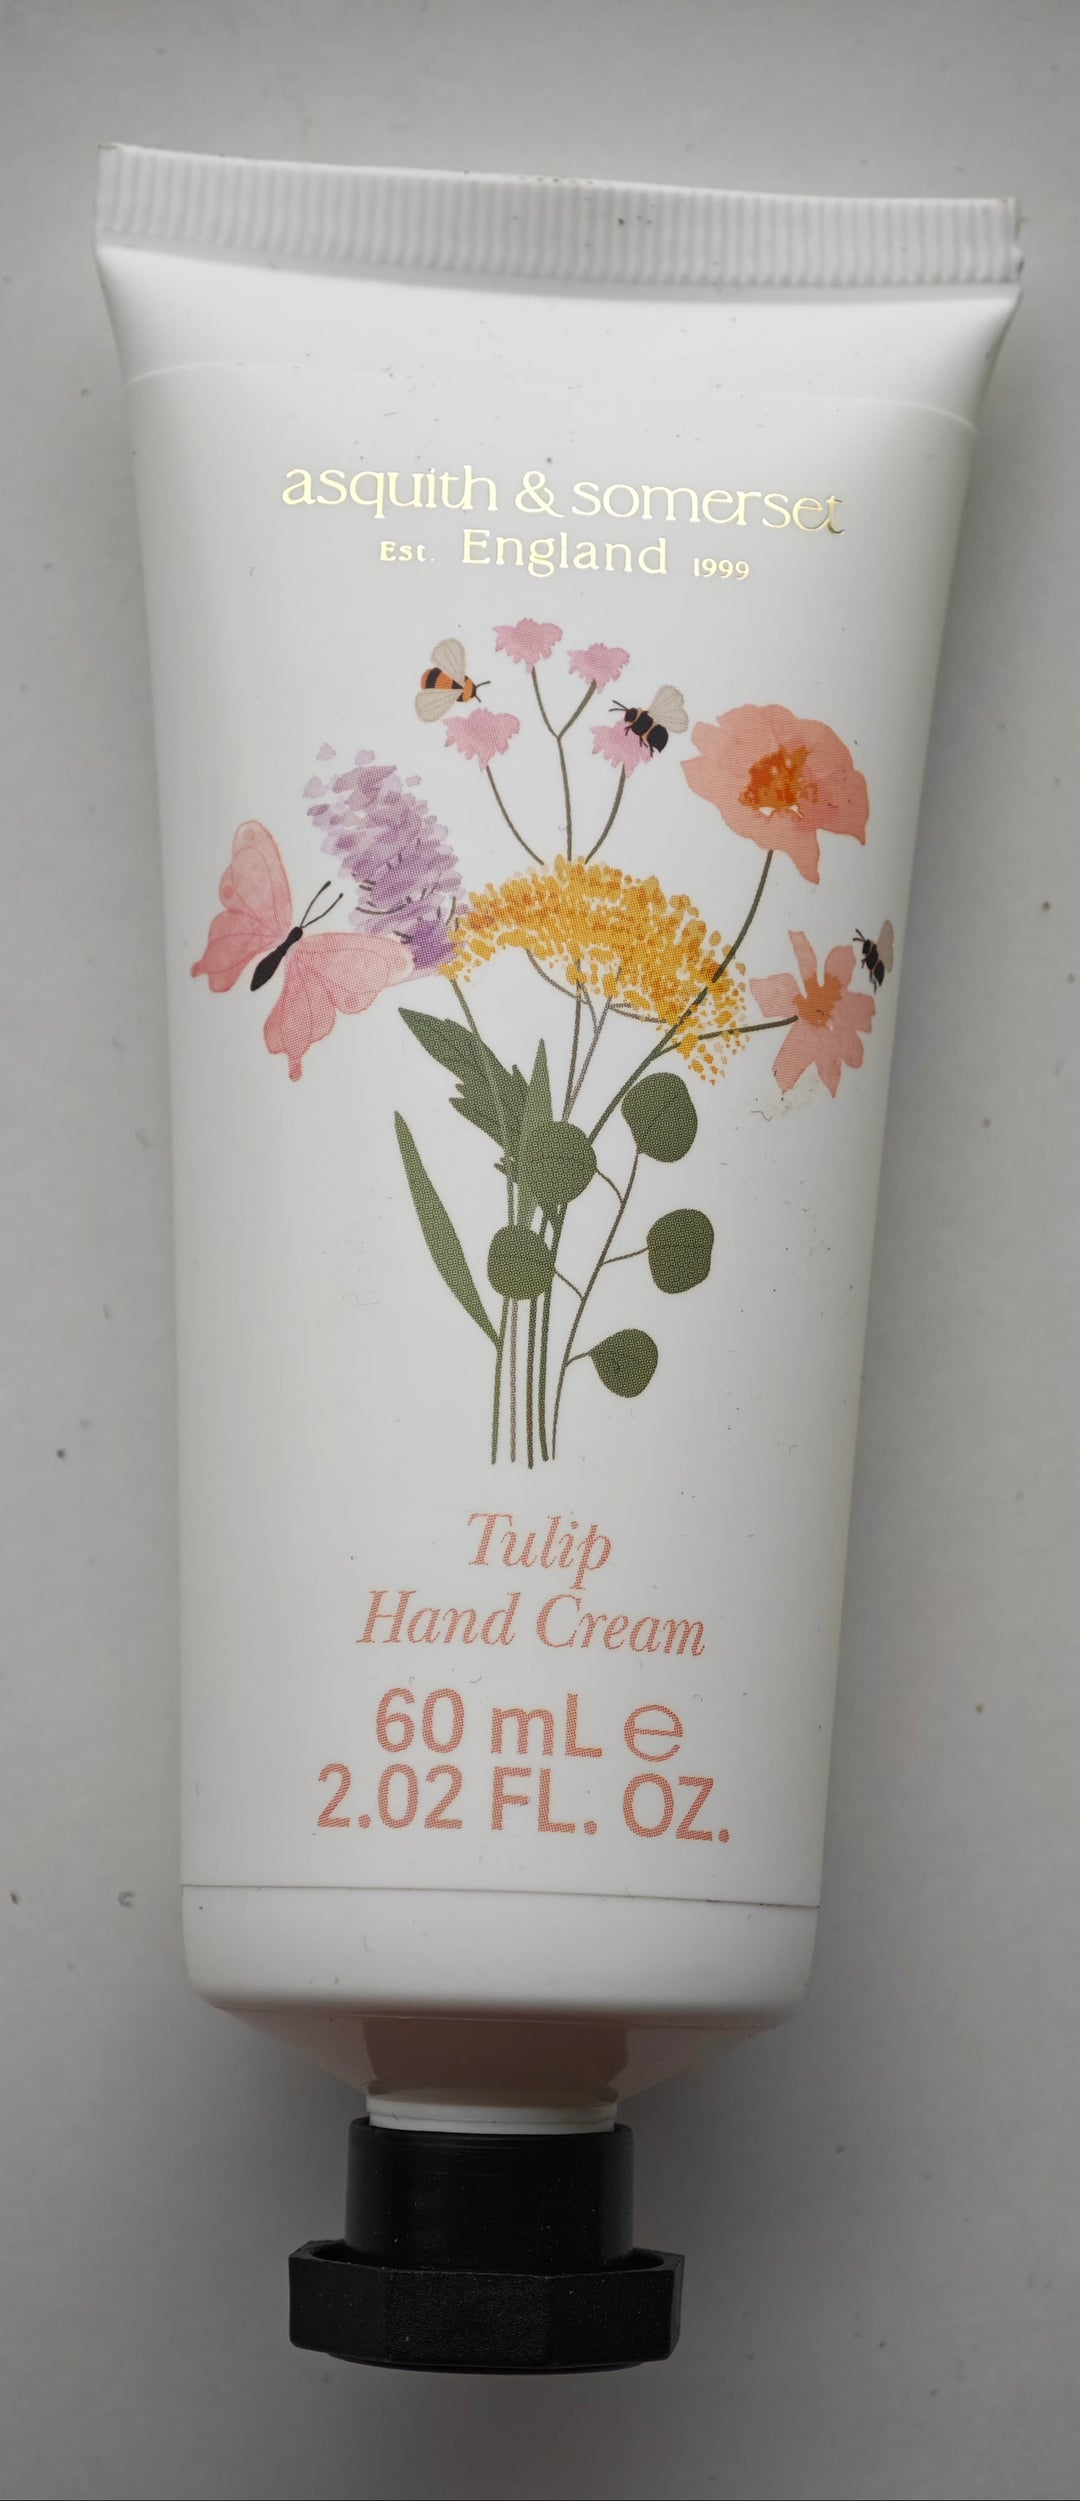 asquith & somerset
Est. England 1999
Tulip
Hand Cream
60 mL e
2.02 FL. OZ.